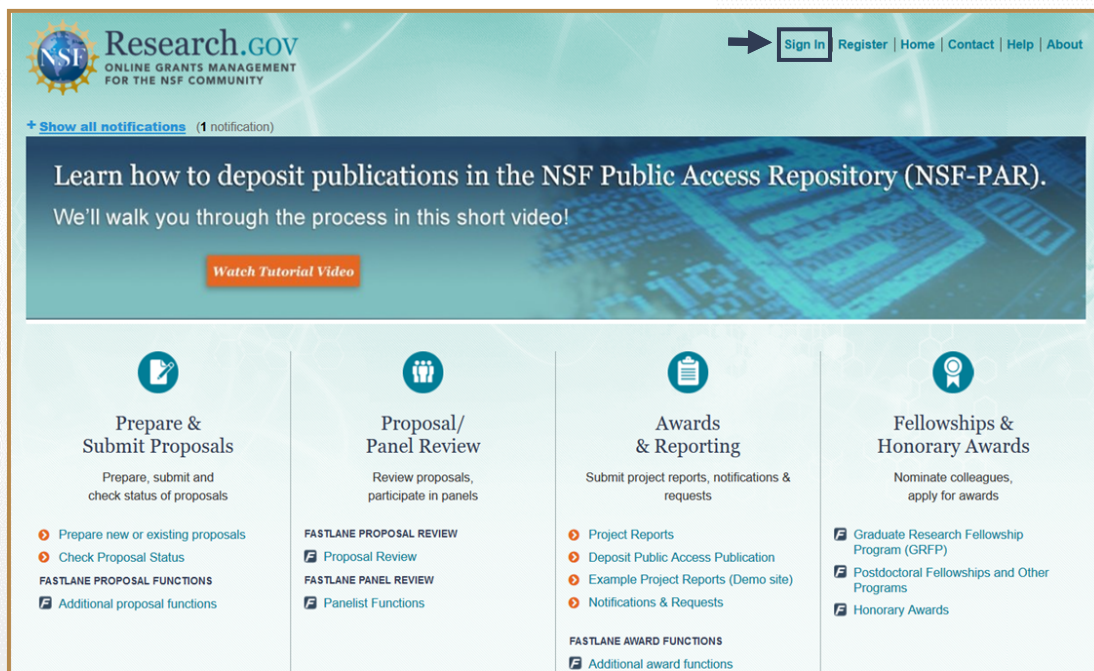 NSF
Research.GOV
ONLINE GRANTS MANAGEMENT
FOR THE NSF COMMUNITY
Sign In | Register | Home | Contact | Help | About
+ Show all notifications (1 notification)
Learn how to deposit publications in the NSF Public Access Repository (NSF-PAR).
We'll walk you through the process in this short video!
Watch Tutorial Video
Prepare &
Submit Proposals
Prepare, submit and
check status of proposals
Prepare new or existing proposals
Check Proposal Status
FASTLANE PROPOSAL FUNCTIONS
F Additional proposal functions
Proposal/
Panel Review
Review proposals,
participate in panels
FASTLANE PROPOSAL REVIEW
F Proposal Review
FASTLANE PANEL REVIEW
F Panelist Functions
Awards
& Reporting
Submit project reports, notifications &
requests
Project Reports
Deposit Public Access Publication
Example Project Reports (Demo site)
Notifications & Requests
FASTLANE AWARD FUNCTIONS
F Additional award functions
Fellowships &
Honorary Awards
Nominate colleagues,
apply for awards
F Graduate Research Fellowship
Program (GRFP)
F Postdoctoral Fellowships and Other
Programs
F Honorary Awards